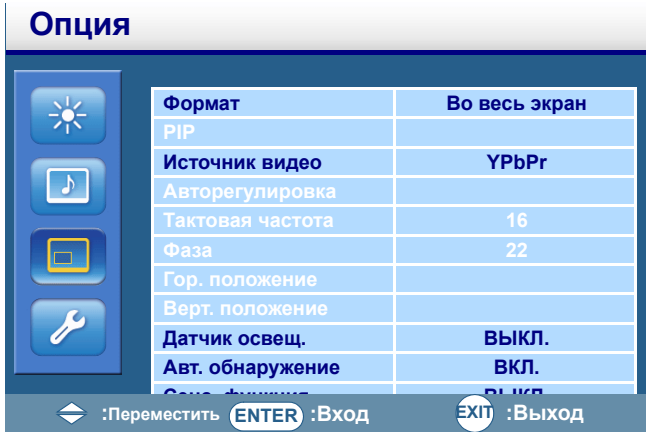 Опция
Формат Во весь экран
PIP
Источник видео YPbPr
Авторегулировка
Тактовая частота 16
Фаза 22
Гор. положение
Верт. положение
Датчик освещ. ВЫКЛ.
Авт. обнаружение ВКЛ.
:Переместить ENTER :Вход EXIT :Выход